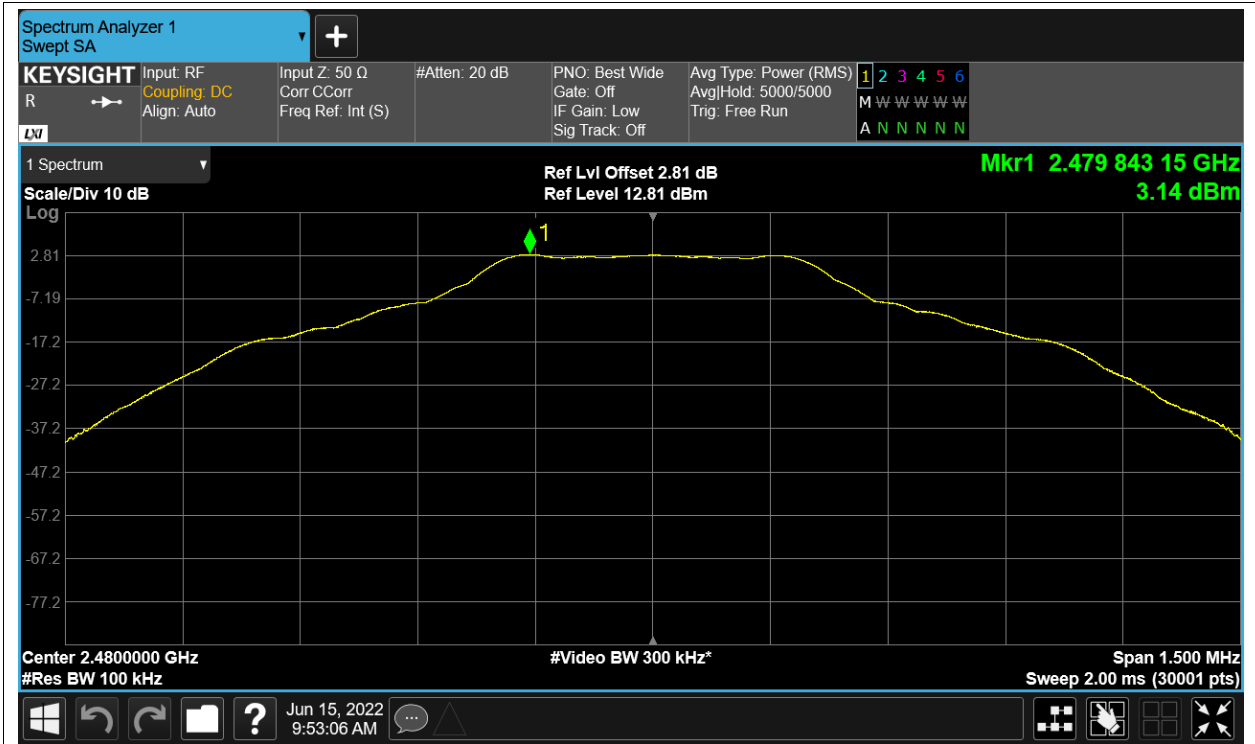 Spectrum Analyzer 1
Swept SA
KEYSIGHT
R
LXI
Input: RF
Coupling: DC
Align: Auto
Input Z: 50 Ω
Corr CCorr
Freq Ref: Int (S)
#Atten: 20 dB
PNO: Best Wide
Gate: Off
IF Gain: Low
Sig Track: Off
Avg Type: Power (RMS)
Avg|Hold: 5000/5000
Trig: Free Run
1 2 3 4 5 6
M W W W W W
A N N N N N
1 Spectrum
Scale/Div 10 dB
Log
Ref Lvl Offset 2.81 dB
Ref Level 12.81 dBm
Mkr1 2.479 843 15 GHz
3.14 dBm
1
2.81
-7.19
-17.2
-27.2
-37.2
-47.2
-57.2
-67.2
-77.2
Center 2.4800000 GHz
#Res BW 100 kHz
#Video BW 300 kHz*
Span 1.500 MHz
Sweep 2.00 ms (30001 pts)
?
Jun 15, 2022
9:53:06 AM